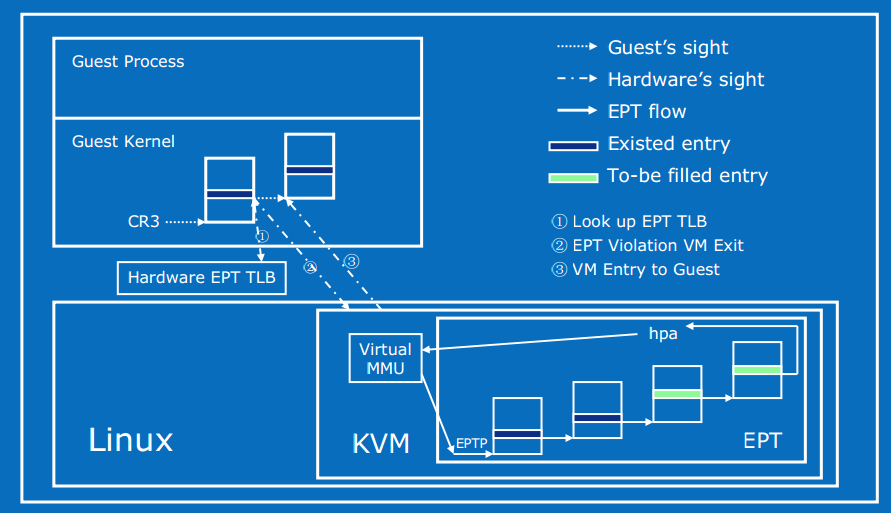 Guest Process
Guest Kernel
CR3
①
②
③
Hardware EPT TLB
Guest's sight
Hardware's sight
EPT flow
Existed entry
To-be filled entry
① Look up EPT TLB
② EPT Violation VM Exit
③ VM Entry to Guest
Linux
KVM
Virtual
MMU
EPTP
hpa
EPT